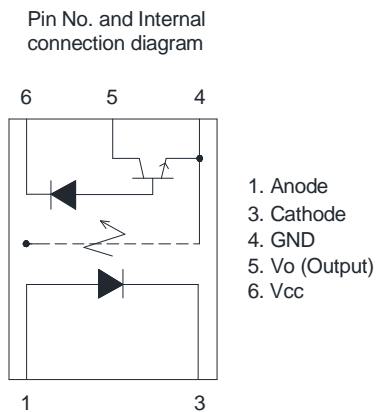 Pin No. and Internal
connection diagram
6 5 4
1. Anode
3. Cathode
4. GND
5. Vo (Output)
6. Vcc
1 3